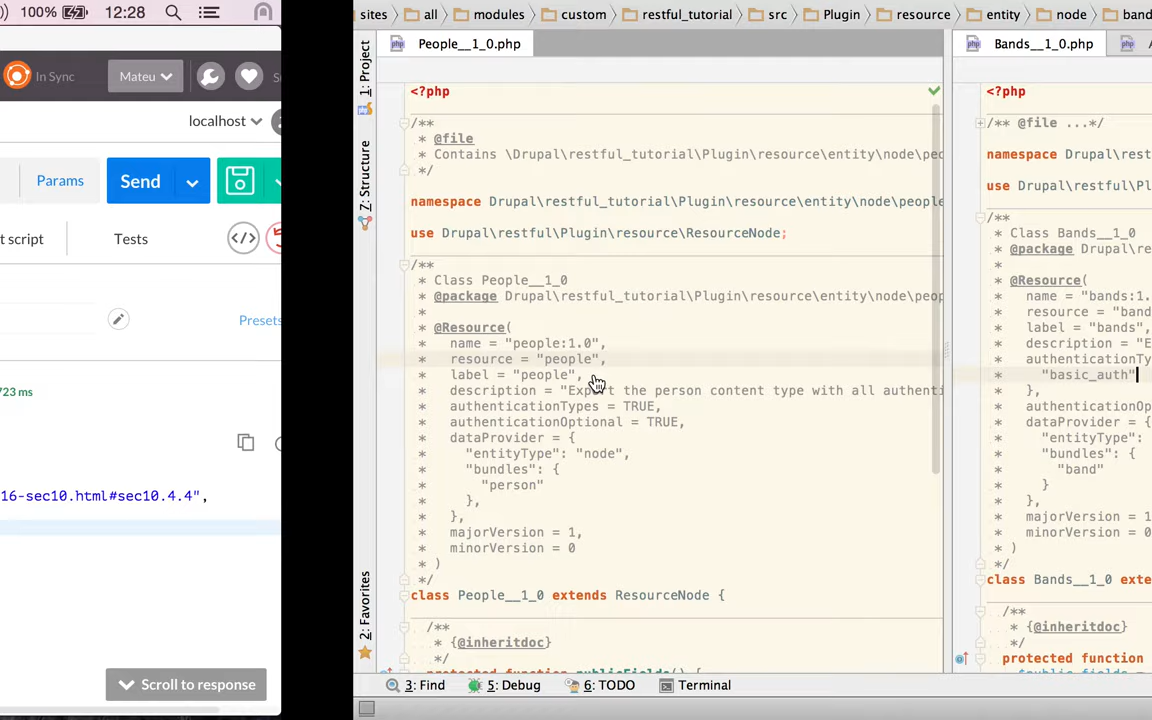 100% 12:28
In Sync Mateu
localhost
Params Send
t script Tests
Presets
723 ms
16-sec10.html#sec10.4.4",
Scroll to response
sites all modules custom restful_tutorial src Plugin resource entity node band
People__1_0.php
1: Project
7: Structure
2: Favorites
<?php
/**
* @file
* Contains \Drupal\restful_tutorial\Plugin\resource\entity\node\peo
*/
namespace Drupal\restful_tutorial\Plugin\resource\entity\node\people
use Drupal\restful\Plugin\resource\ResourceNode;
/**
* Class People__1_0
* @package Drupal\restful_tutorial\Plugin\resource\entity\node\peop
*
* @Resource(
*   name = "people:1.0",
*   resource = "people",
*   label = "people",
*   description = "Export the person content type with all authenti
*   authenticationTypes = TRUE,
*   authenticationOptional = TRUE,
*   dataProvider = {
*     "entityType": "node",
*     "bundles": {
*       "person"
*     },
*   },
*   majorVersion = 1,
*   minorVersion = 0
* )
*/
class People__1_0 extends ResourceNode {
/**
* {@inheritdoc}
*/
protected function publicFields() {
Bands__1_0.php
<?php
/** @file ...*/
namespace Drupal\rest
use Drupal\restful\Pl
/**
* Class Bands__1_0
* @package Drupal\re
*
* @Resource(
*   name = "bands:1.
*   resource = "band
*   label = "bands",
*   description = "E
*   authenticationTy
*     "basic_auth"
*   },
*   authenticationOp
*   dataProvider = {
*     "entityType":
*     "bundles": {
*       "band"
*     }
*   },
*   majorVersion = 1
*   minorVersion = 0
* )
*/
class Bands__1_0 exte
/**
* {@inheritdoc}
*/
protected function
3: Find 5: Debug 6: TODO Terminal